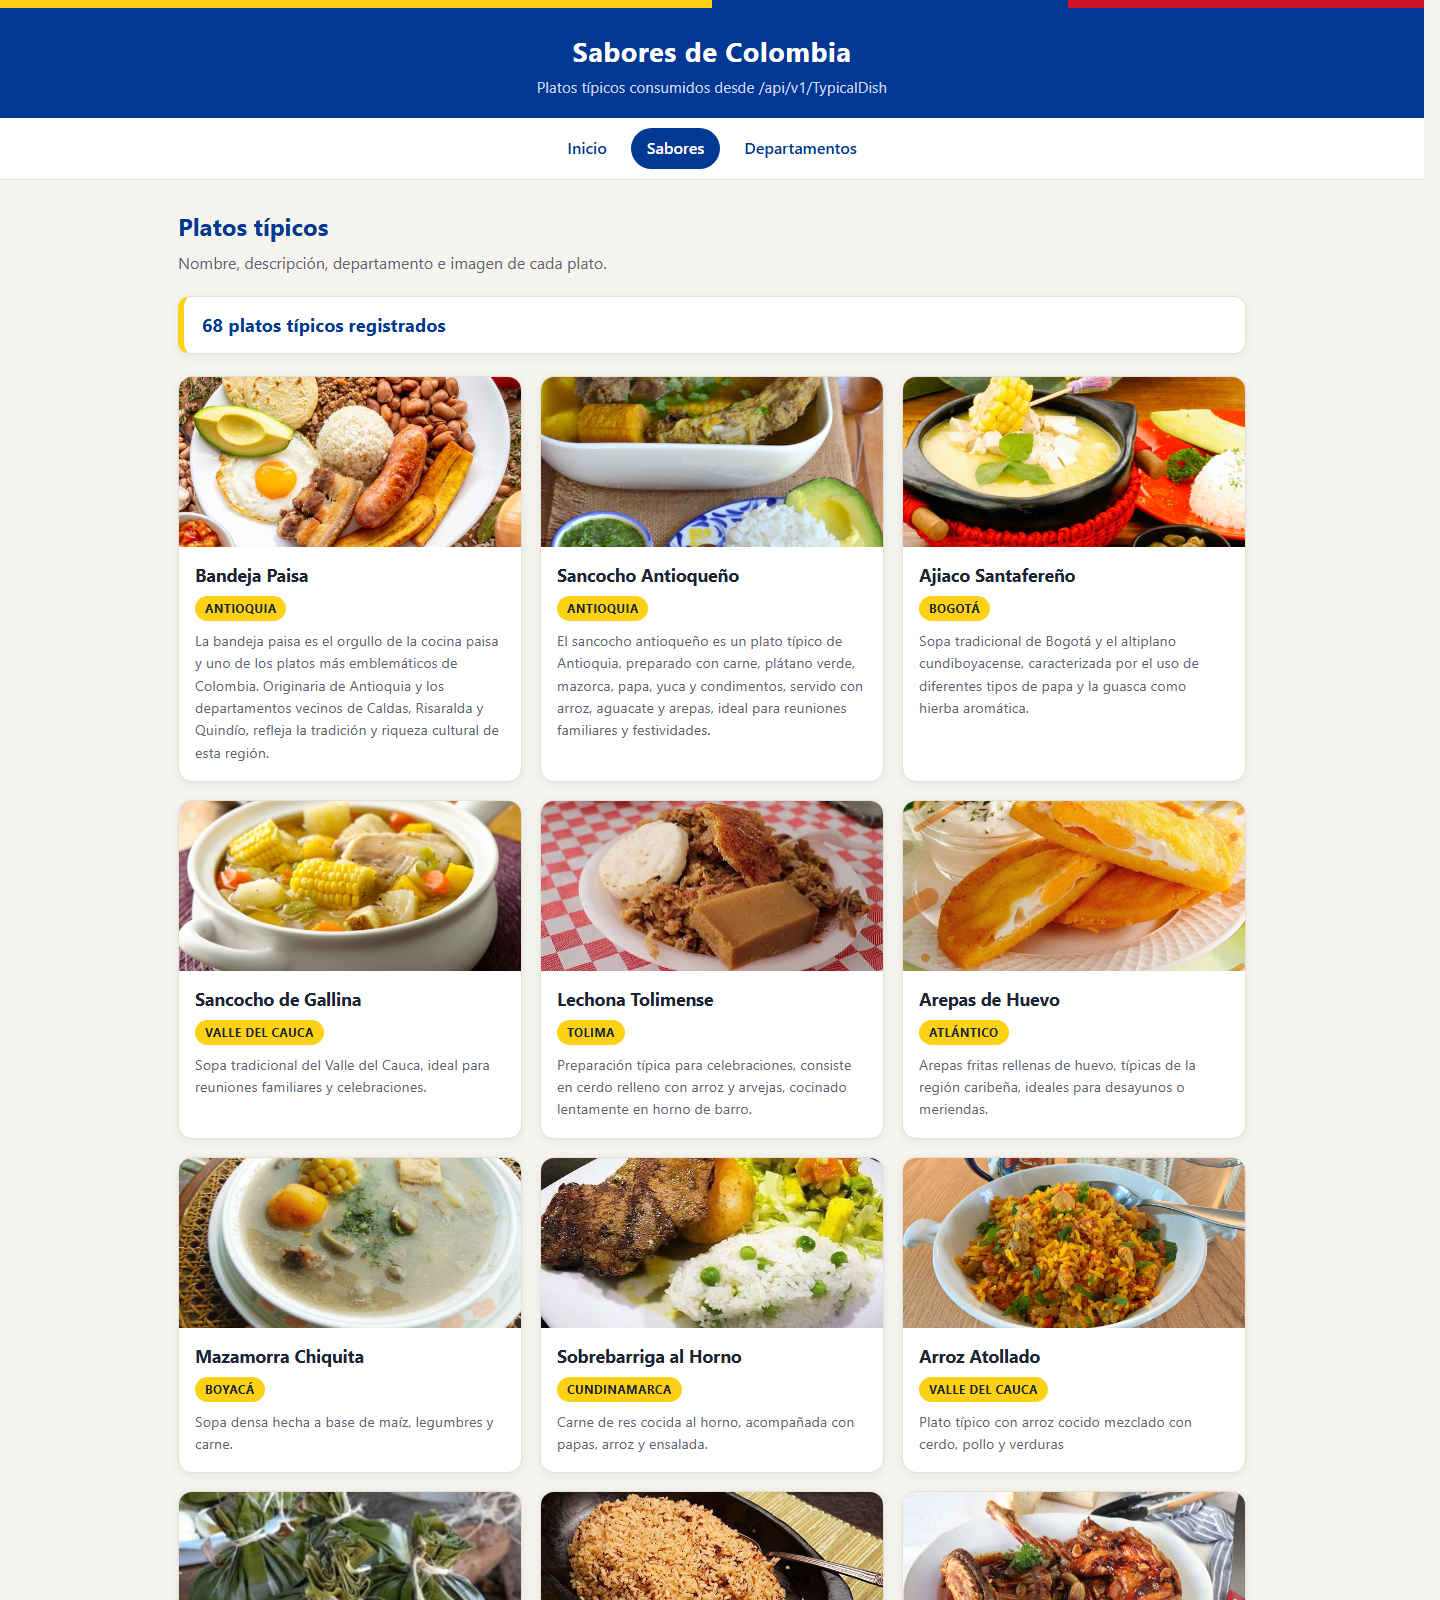 Sabores de Colombia
Platos típicos consumidos desde /api/v1/TypicalDish
Inicio
Sabores
Departamentos
Platos típicos
Nombre, descripción, departamento e imagen de cada plato.
68 platos típicos registrados
Bandeja Paisa
ANTIOQUIA
La bandeja paisa es el orgullo de la cocina paisa
y uno de los platos más emblemáticos de
Colombia. Originaria de Antioquia y los
departamentos vecinos de Caldas, Risaralda y
Quindío, refleja la tradición y riqueza cultural de
esta región.
Sancocho Antioqueño
ANTIOQUIA
El sancocho antioqueño es un plato típico de
Antioquia, preparado con carne, plátano verde,
mazorca, papa, yuca y condimentos, servido con
arroz, aguacate y arepas, ideal para reuniones
familiares y festividades.
Ajiaco Santafereño
BOGOTÁ
Sopa tradicional de Bogotá y el altiplano
cundiboyacense, caracterizada por el uso de
diferentes tipos de papa y la guasca como
hierba aromática.
Sancocho de Gallina
VALLE DEL CAUCA
Sopa tradicional del Valle del Cauca, ideal para
reuniones familiares y celebraciones.
Lechona Tolimense
TOLIMA
Preparación típica para celebraciones, consiste
en cerdo relleno con arroz y arvejas, cocinado
lentamente en horno de barro.
Arepas de Huevo
ATLÁNTICO
Arepas fritas rellenas de huevo, típicas de la
región caribeña, ideales para desayunos o
meriendas.
Mazamorra Chiquita
BOYACÁ
Sopa densa hecha a base de maíz, legumbres y
carne.
Sobrebarriga al Horno
CUNDINAMARCA
Carne de res cocida al horno, acompañada con
papas, arroz y ensalada.
Arroz Atollado
VALLE DEL CAUCA
Plato típico con arroz cocido mezclado con
cerdo, pollo y verduras